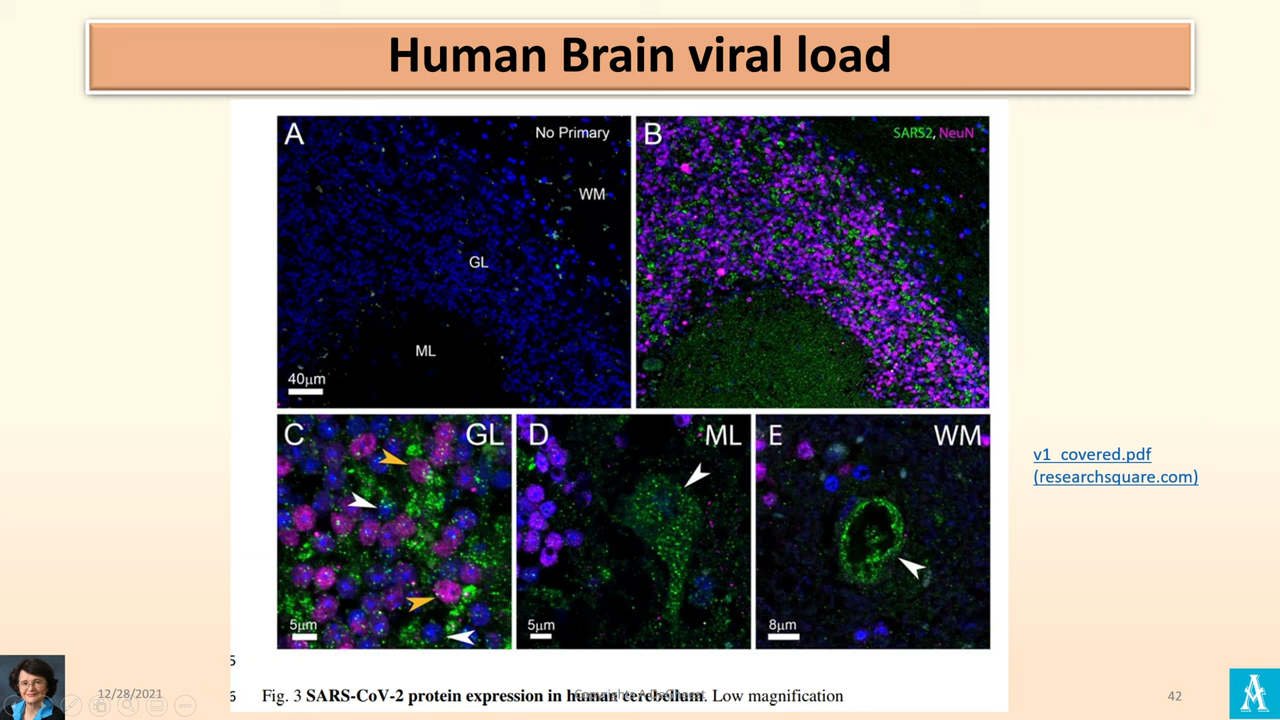 Human Brain viral load
A
No Primary
WM
GL
ML
40µm
B
SARS2, NeuN
C
GL
5µm
D
ML
5µm
E
WM
8µm
v1_covered.pdf
(researchsquare.com)
5
6 Fig. 3 SARS-CoV-2 protein expression in human cerebellum. Low magnification
12/28/2021
42
A